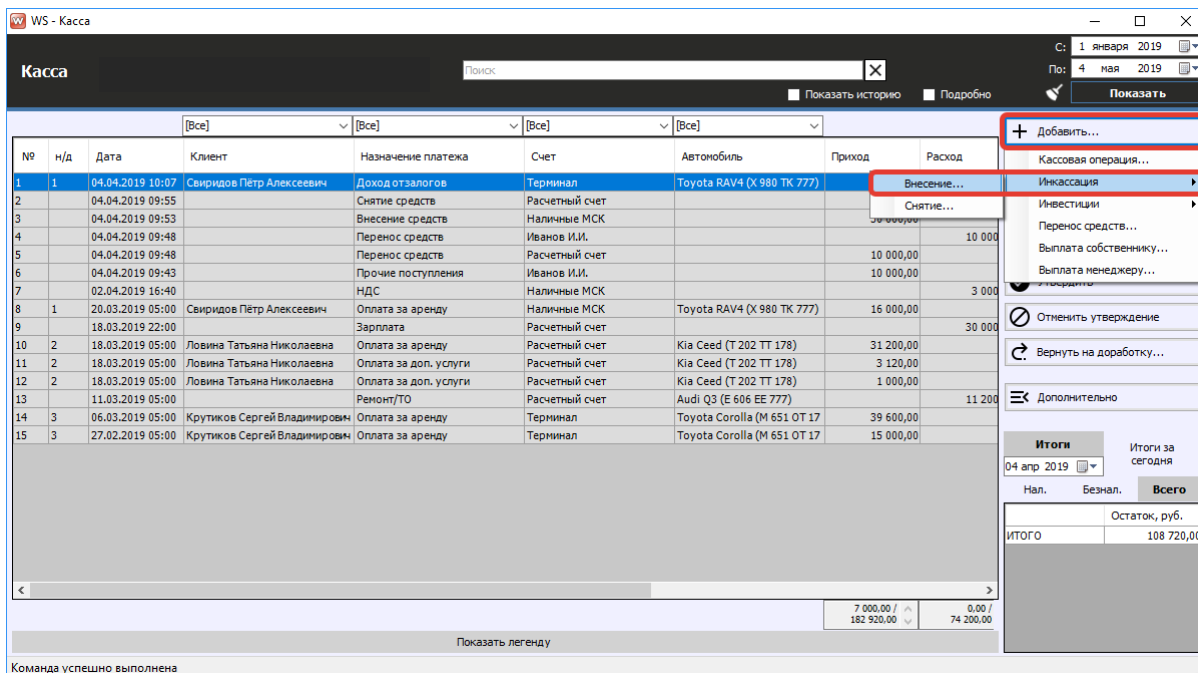 WS - Касса
С: 1 января 2019
Касса
Поиск
По: 4 мая 2019
Показать историю Подробно Показать
[Все] [Все] [Все] [Все]
Добавить...
№ н/д Дата Клиент Назначение платежа Счет Автомобиль Приход Расход
Кассовая операция...
1 1 04.04.2019 10:07 Свиридов Пётр Алексеевич Доход от залогов Терминал Toyota RAV4 (X 980 TK 777)
Внесение... Инкассация
2 04.04.2019 09:55 Снятие средств Расчетный счет
Снятие... Инвестиции
3 04.04.2019 09:53 Внесение средств Наличные МСК
Перенос средств...
4 04.04.2019 09:48 Перенос средств Иванов И.И. 10 000
Выплата собственнику...
5 04.04.2019 09:48 Перенос средств Расчетный счет 10 000,00
Выплата менеджеру...
6 04.04.2019 09:43 Прочие поступления Иванов И.И. 10 000,00
7 02.04.2019 16:40 НДС Наличные МСК 3 000
Утвердить
8 1 20.03.2019 05:00 Свиридов Пётр Алексеевич Оплата за аренду Наличные МСК Toyota RAV4 (X 980 TK 777) 16 000,00
9 18.03.2019 22:00 Зарплата Расчетный счет 30 000
Отменить утверждение
10 2 18.03.2019 05:00 Ловина Татьяна Николаевна Оплата за аренду Расчетный счет Kia Ceed (T 202 TT 178) 31 200,00
11 2 18.03.2019 05:00 Ловина Татьяна Николаевна Оплата за доп. услуги Расчетный счет Kia Ceed (T 202 TT 178) 3 120,00
Вернуть на доработку...
12 2 18.03.2019 05:00 Ловина Татьяна Николаевна Оплата за доп. услуги Расчетный счет Kia Ceed (T 202 TT 178) 1 000,00
13 11.03.2019 05:00 Ремонт/ТО Расчетный счет Audi Q3 (E 606 EE 777) 11 200
Дополнительно
14 3 06.03.2019 05:00 Крутиков Сергей Владимирович Оплата за аренду Терминал Toyota Corolla (M 651 OT 17 39 600,00
15 3 27.02.2019 05:00 Крутиков Сергей Владимирович Оплата за аренду Терминал Toyota Corolla (M 651 OT 17 15 000,00
Итоги Итоги за сегодня
04 апр 2019
Нал. Безнал. Всего
Остаток, руб.
ИТОГО 108 720,00
7 000,00 / 0,00 /
182 920,00 74 200,00
Показать легенду
Команда успешно выполнена